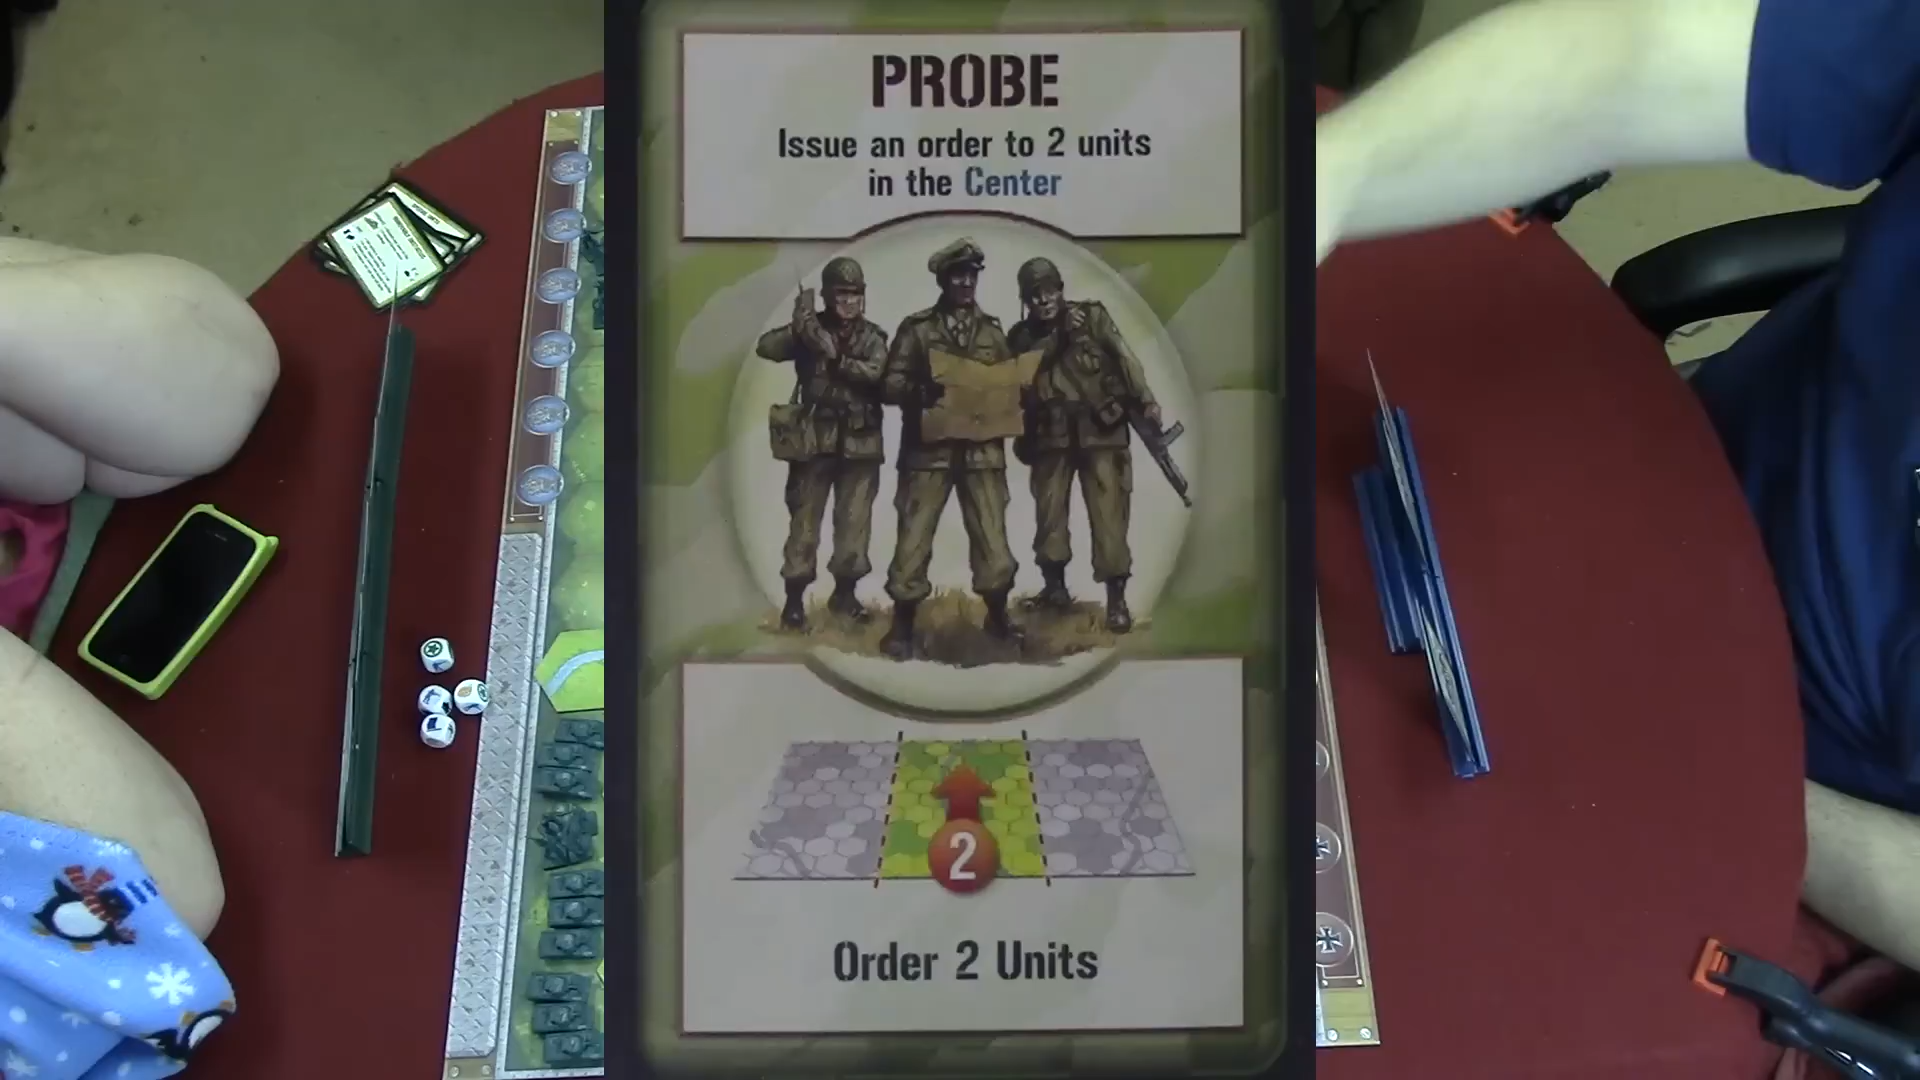 PROBE
Issue an order to 2 units
in the Center
2
Order 2 Units